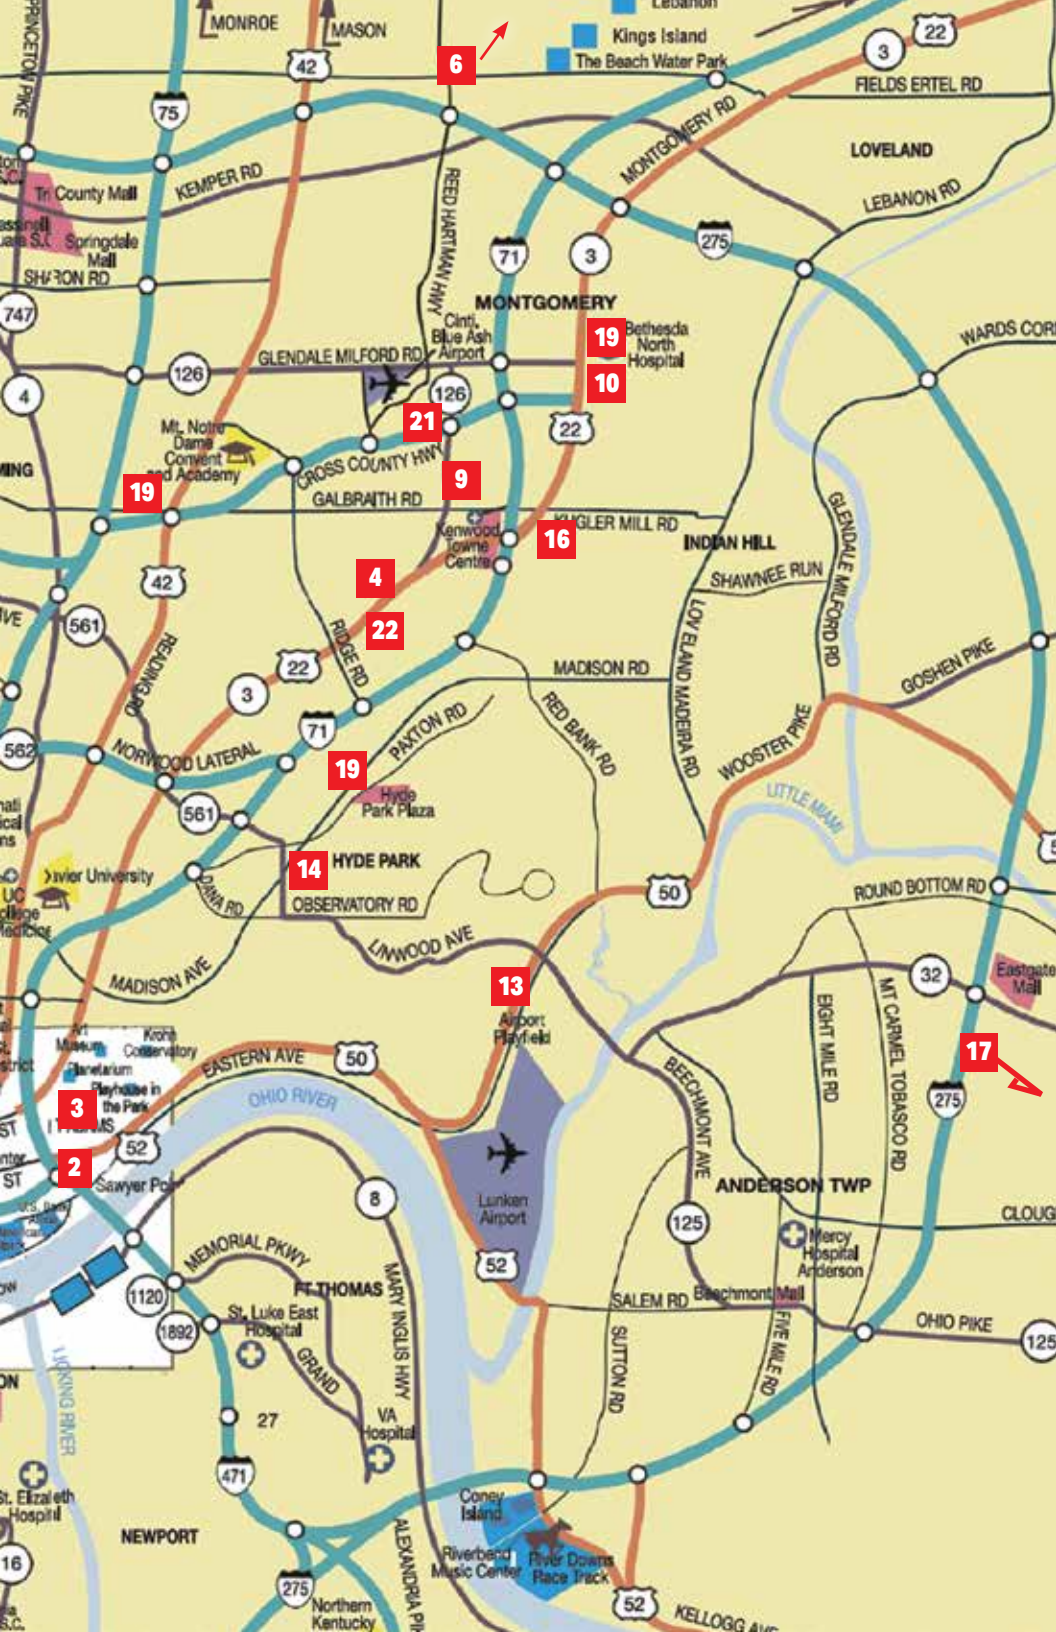 Lebanon
MONROE
MASON
22
Kings Island
3
PRINCETON PIKE
42
6
The Beach Water Park
FIELDS ERTEL RD
75
MONTGOMERY RD
LOVELAND
KEMPER RD
Tri County Mall
REED HARTMAN HWY
LEBANON RD
Springdale
Mall
71
3
275
SHARON RD
747
MONTGOMERY
Cinti.
Blue Ash
Airport
19
Bethesda
North
Hospital
WARDS COR
GLENDALE MILFORD RD
126
4
126
10
21
22
Mt. Notre
Dame
Convent
and Academy
MING
CROSS COUNTY HWY
9
19
GALBRAITH RD
KUGLER MILL RD
Kenwood
Towne
Centre
16
INDIAN HILL
GLENDALE MILFORD RD
42
4
SHAWNEE RUN
561
22
READING RD
RIDGE RD
LOVELAND MADEIRA RD
22
MADISON RD
GOSHEN PIKE
3
RED BANK RD
71
PAXTON RD
WOOSTER PIKE
562
NORWOOD LATERAL
19
LITTLE MIAMI
561
Hyde
Park Plaza
Xavier University
14
HYDE PARK
50
ROUND BOTTOM RD
UC
College
Medicine
DANA RD
OBSERVATORY RD
LINWOOD AVE
MADISON AVE
32
Eastgate
Mall
13
Airport
Playfield
EIGHT MILE RD
MT CARMEL TOBASCO RD
Art
Museum
Krohn
Conservatory
Planetarium
EASTERN AVE
50
17
Playhouse in
the Park
3
OHIO RIVER
BEECHMONT AVE
275
ST
52
2
ST
Sawyer Point
8
Lunken
Airport
ANDERSON TWP
125
CLOUG
Mercy
Hospital
Anderson
MEMORIAL PKWY
52
1120
FT THOMAS
MARY INGLIS HWY
SALEM RD
Beechmont Mall
1892
St. Luke East
Hospital
OHIO PIKE
125
LICKING RIVER
GRAND
SUTTON RD
FIVE MILE RD
27
VA
Hospital
471
St. Elizabeth
Hospital
Coney
Island
NEWPORT
ALEXANDRIA PIK
Riverbend
Music Center
River Downs
Race Track
16
275
Northern
Kentucky
52
KELLOGG AVE